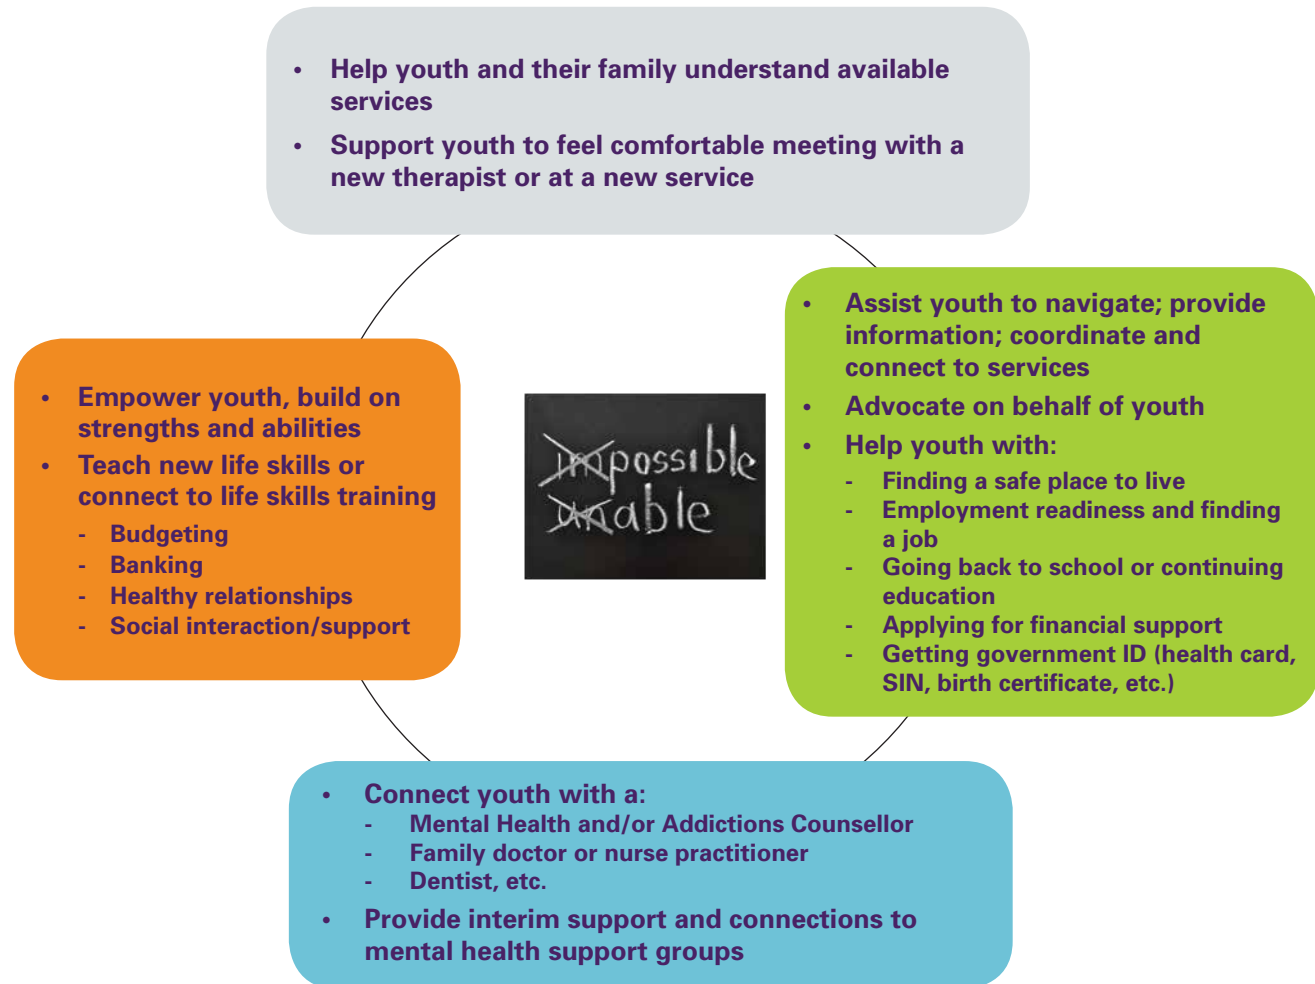 • Help youth and their family understand available
services
• Support youth to feel comfortable meeting with a
new therapist or at a new service
• Assist youth to navigate; provide
information; coordinate and
connect to services
• Advocate on behalf of youth
• Help youth with:
- Finding a safe place to live
- Employment readiness and finding
a job
- Going back to school or continuing
education
- Applying for financial support
- Getting government ID (health card,
SIN, birth certificate, etc.)
• Empower youth, build on
strengths and abilities
• Teach new life skills or
connect to life skills training
- Budgeting
- Banking
- Healthy relationships
- Social interaction/support
impossible
unable
• Connect youth with a:
- Mental Health and/or Addictions Counsellor
- Family doctor or nurse practitioner
- Dentist, etc.
• Provide interim support and connections to
mental health support groups